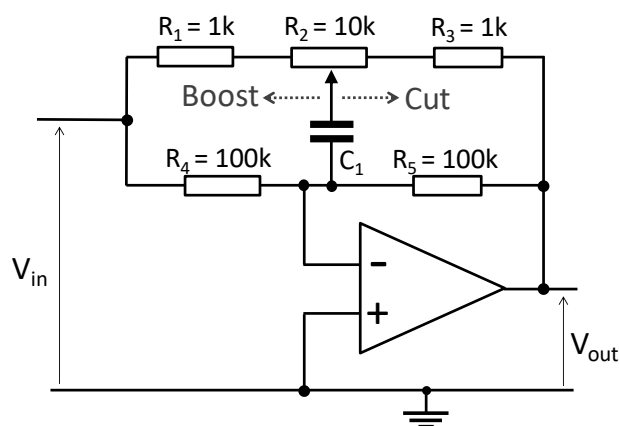 R1 = 1k
R2 = 10k
R3 = 1k
Boost
Cut
C1
R4 = 100k
R5 = 100k
-
+
Vin
Vout